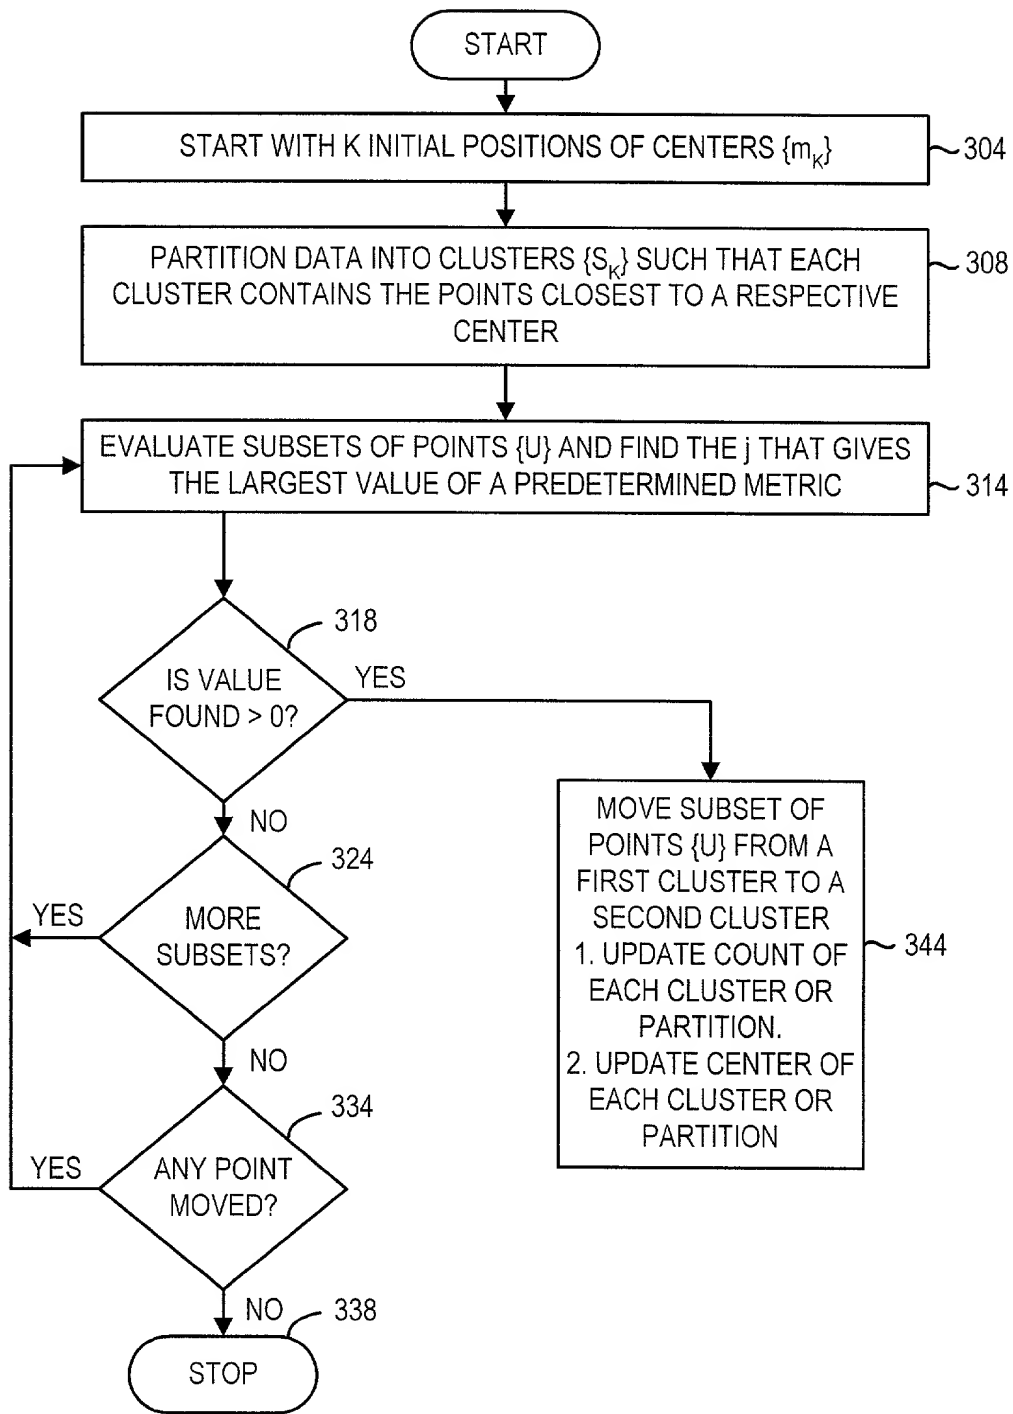 START
START WITH K INITIAL POSITIONS OF CENTERS {m_K}
304
PARTITION DATA INTO CLUSTERS {S_K} SUCH THAT EACH
CLUSTER CONTAINS THE POINTS CLOSEST TO A RESPECTIVE
CENTER
308
EVALUATE SUBSETS OF POINTS {U} AND FIND THE j THAT GIVES
THE LARGEST VALUE OF A PREDETERMINED METRIC
314
318
IS VALUE
FOUND > 0?
YES
NO
324
MORE
SUBSETS?
YES
NO
334
ANY POINT
MOVED?
YES
NO
338
STOP
MOVE SUBSET OF
POINTS {U} FROM A
FIRST CLUSTER TO A
SECOND CLUSTER
1. UPDATE COUNT OF
EACH CLUSTER OR
PARTITION.
2. UPDATE CENTER OF
EACH CLUSTER OR
PARTITION
344